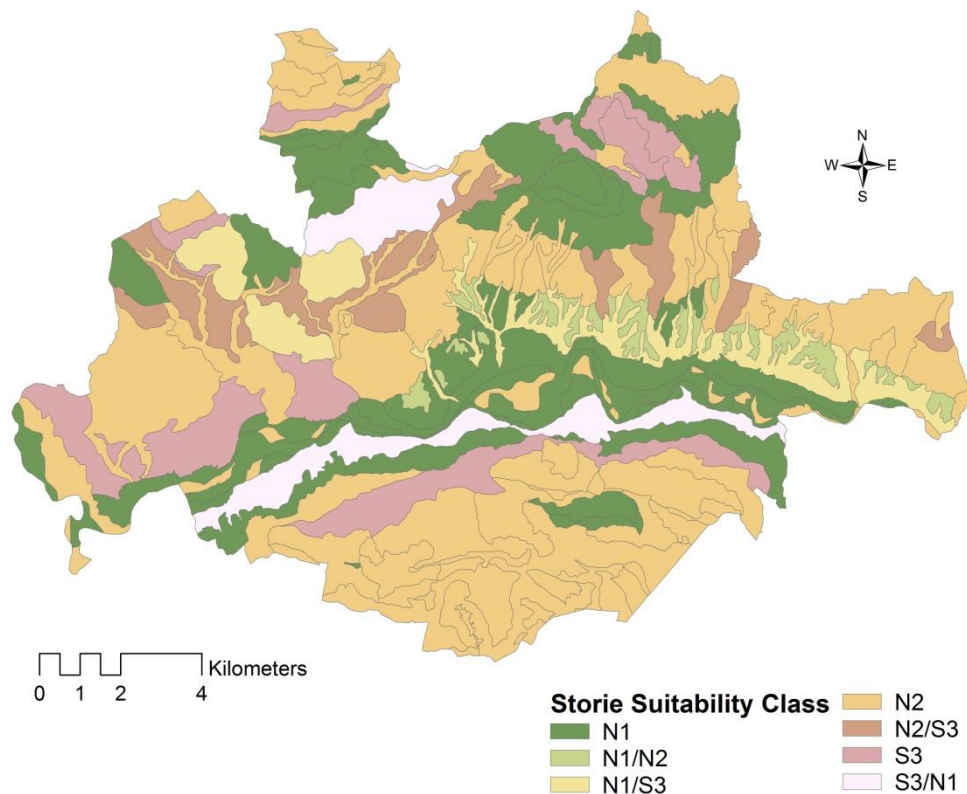 N
W E
S
Kilometers
0 1 2 4
Storie Suitability Class
N1
N1/N2
N1/S3
N2
N2/S3
S3
S3/N1